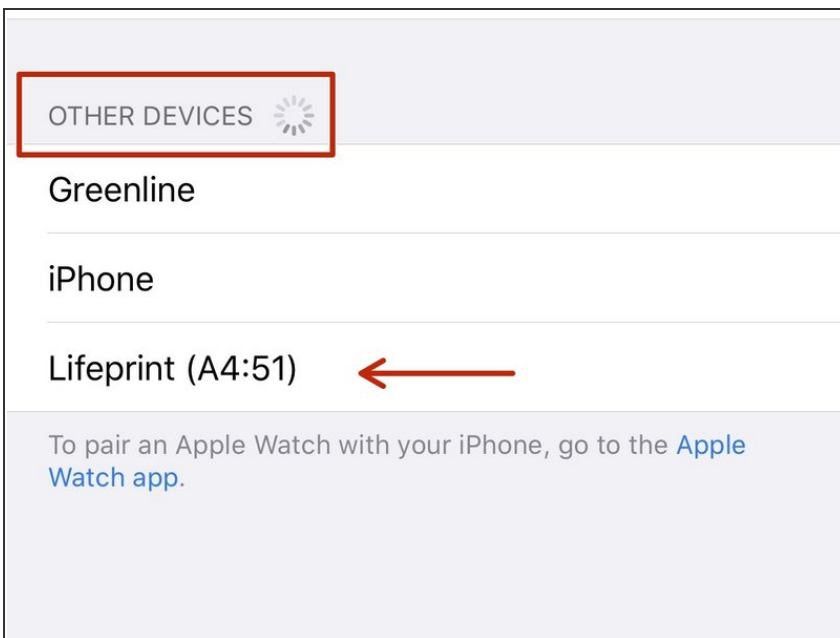 OTHER DEVICES
Greenline
iPhone
Lifeprint (A4:51)
To pair an Apple Watch with your iPhone, go to the Apple
Watch app.